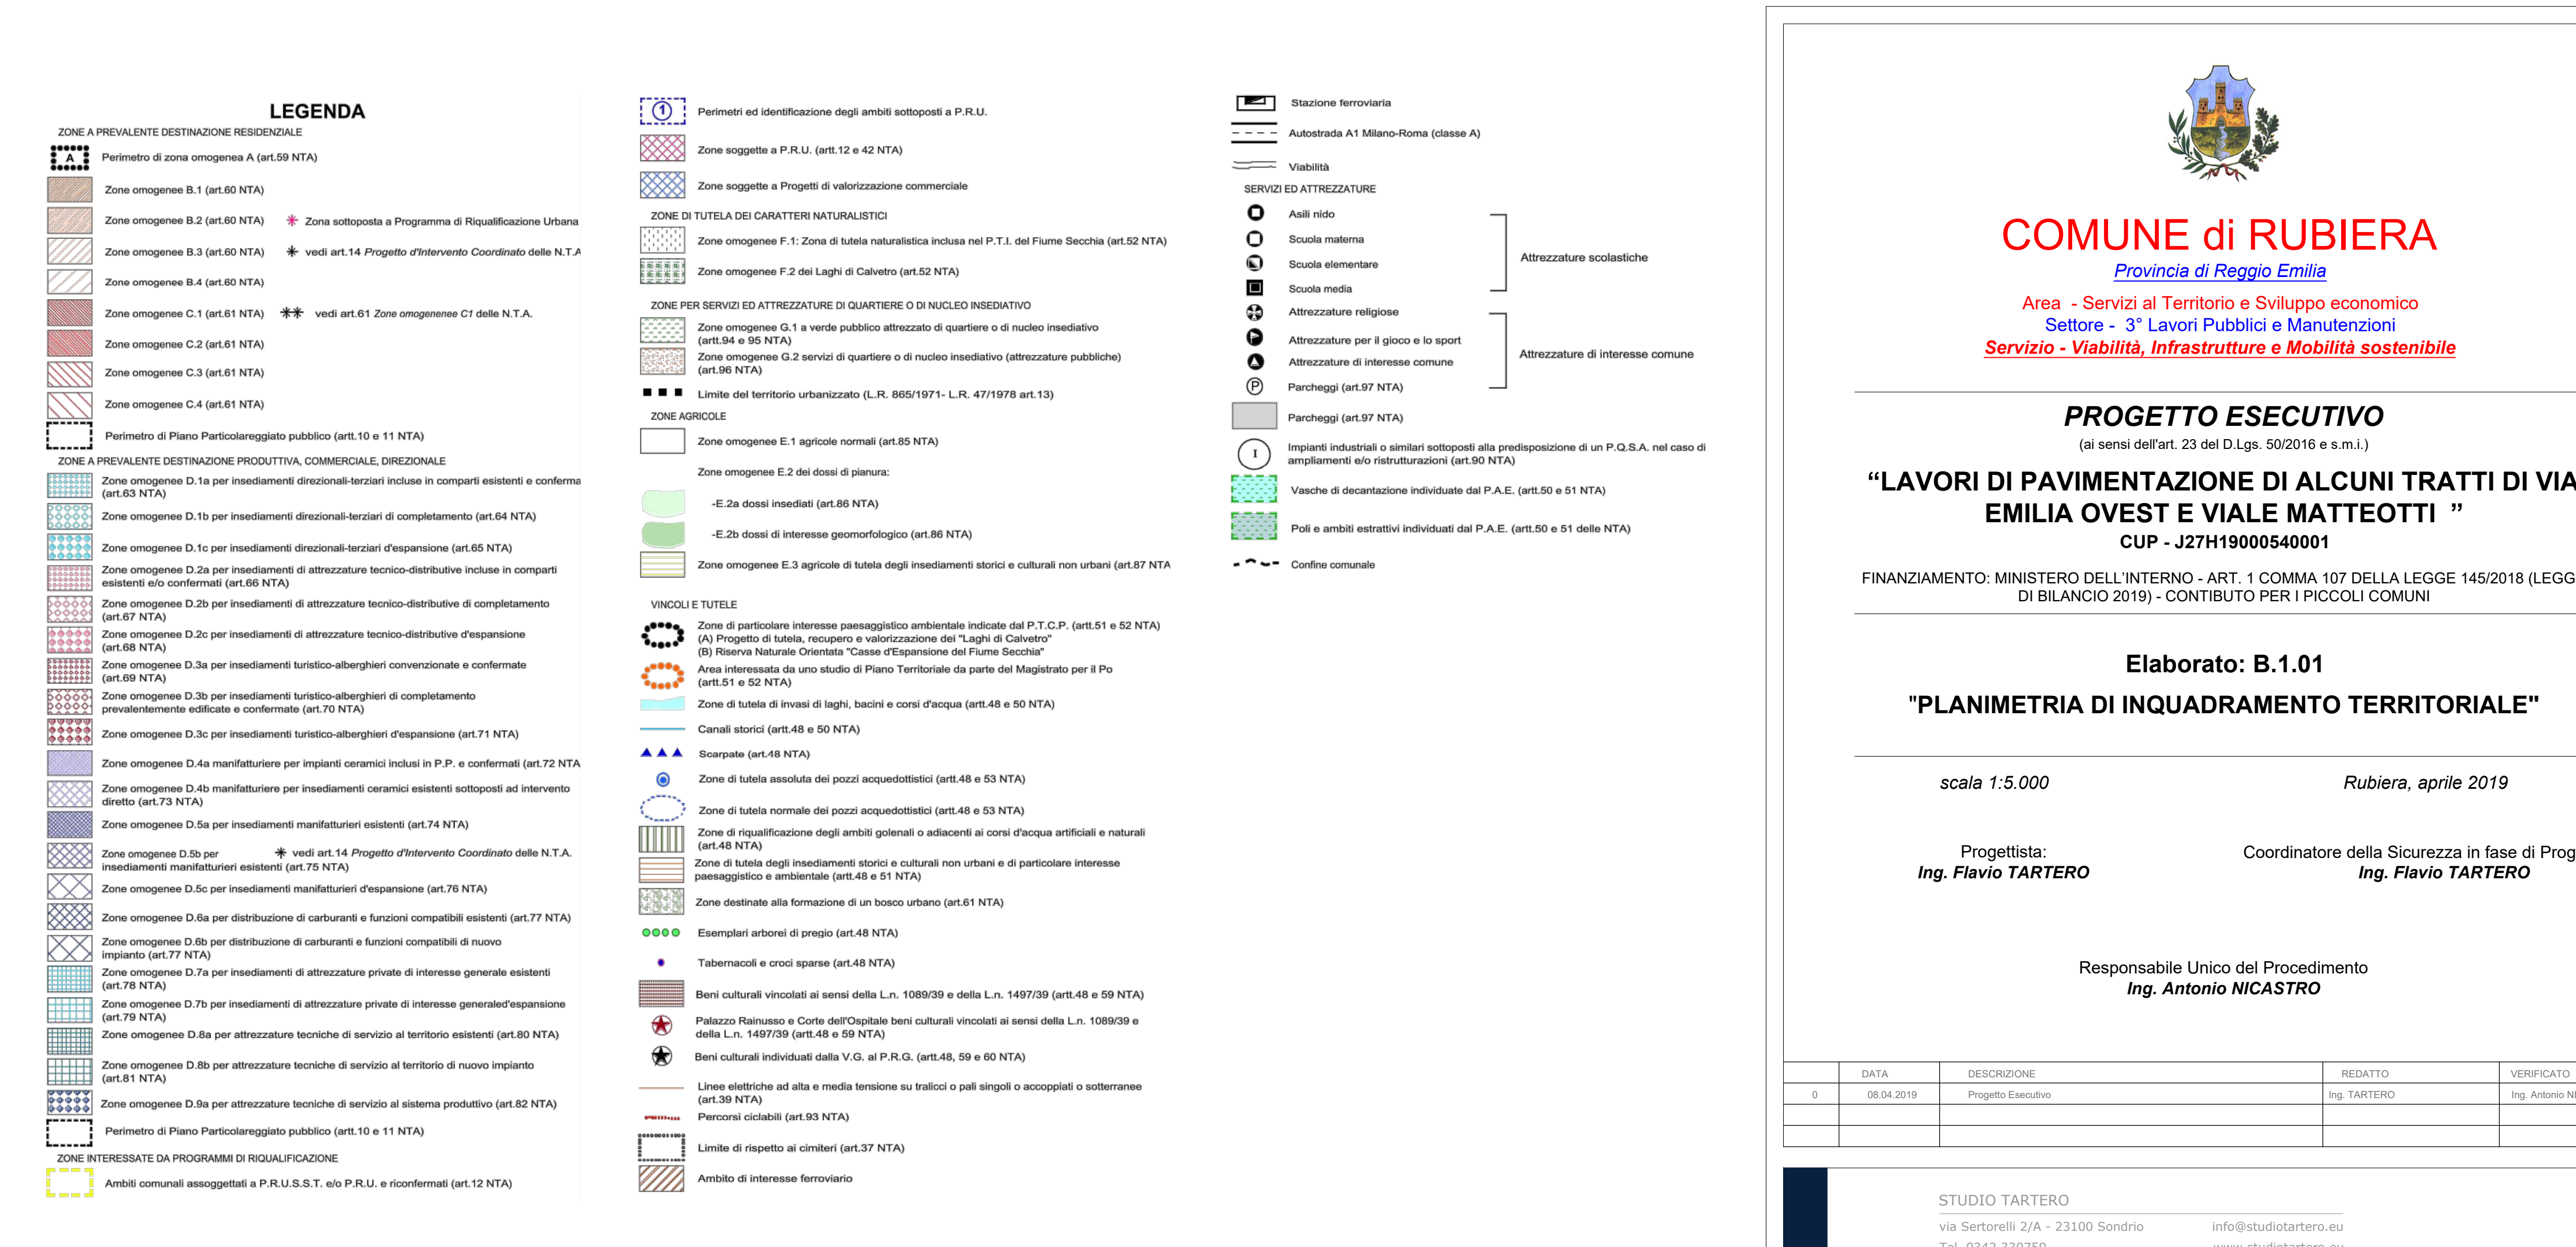 LEGENDA
ZONE A PREVALENTE DESTINAZIONE RESIDENZIALE
A
Perimetro di zona omogenea A (art.59 NTA)
Zone omogenee B.1 (art.60 NTA)
Zone omogenee B.2 (art.60 NTA)
Zona sottoposta a Programma di Riqualificazione Urbana
Zone omogenee B.3 (art.60 NTA)
vedi art.14 Progetto d'Intervento Coordinato delle N.T.A
Zone omogenee B.4 (art.60 NTA)
Zone omogenee C.1 (art.61 NTA)
vedi art.61 Zone omogenenee C1 delle N.T.A.
Zone omogenee C.2 (art.61 NTA)
Zone omogenee C.3 (art.61 NTA)
Zone omogenee C.4 (art.61 NTA)
Perimetro di Piano Particolareggiato pubblico (artt.10 e 11 NTA)
ZONE A PREVALENTE DESTINAZIONE PRODUTTIVA, COMMERCIALE, DIREZIONALE
Zone omogenee D.1a per insediamenti direzionali-terziari incluse in comparti esistenti e conferma
(art.63 NTA)
Zone omogenee D.1b per insediamenti direzionali-terziari di completamento (art.64 NTA)
Zone omogenee D.1c per insediamenti direzionali-terziari d'espansione (art.65 NTA)
Zone omogenee D.2a per insediamenti di attrezzature tecnico-distributive incluse in comparti
esistenti e/o confermati (art.66 NTA)
Zone omogenee D.2b per insediamenti di attrezzature tecnico-distributive di completamento
(art.67 NTA)
Zone omogenee D.2c per insediamenti di attrezzature tecnico-distributive d'espansione
(art.68 NTA)
Zone omogenee D.3a per insediamenti turistico-alberghieri convenzionate e confermate
(art.69 NTA)
Zone omogenee D.3b per insediamenti turistico-alberghieri di completamento
prevalentemente edificate e confermate (art.70 NTA)
Zone omogenee D.3c per insediamenti turistico-alberghieri d'espansione (art.71 NTA)
Zone omogenee D.4a manifatturiere per impianti ceramici inclusi in P.P. e confermati (art.72 NTA
Zone omogenee D.4b manifatturiere per insediamenti ceramici esistenti sottoposti ad intervento
diretto (art.73 NTA)
Zone omogenee D.5a per insediamenti manifatturieri esistenti (art.74 NTA)
Zone omogenee D.5b per
vedi art.14 Progetto d'Intervento Coordinato delle N.T.A.
insediamenti manifatturieri esistenti (art.75 NTA)
Zone omogenee D.5c per insediamenti manifatturieri d'espansione (art.76 NTA)
Zone omogenee D.6a per distribuzione di carburanti e funzioni compatibili esistenti (art.77 NTA)
Zone omogenee D.6b per distribuzione di carburanti e funzioni compatibili di nuovo
impianto (art.77 NTA)
Zone omogenee D.7a per insediamenti di attrezzature private di interesse generale esistenti
(art.78 NTA)
Zone omogenee D.7b per insediamenti di attrezzature private di interesse generaled'espansione
(art.79 NTA)
Zone omogenee D.8a per attrezzature tecniche di servizio al territorio esistenti (art.80 NTA)
Zone omogenee D.8b per attrezzature tecniche di servizio al territorio di nuovo impianto
(art.81 NTA)
Zone omogenee D.9a per attrezzature tecniche di servizio al sistema produttivo (art.82 NTA)
Perimetro di Piano Particolareggiato pubblico (artt.10 e 11 NTA)
ZONE INTERESSATE DA PROGRAMMI DI RIQUALIFICAZIONE
Ambiti comunali assoggettati a P.R.U.S.S.T. e/o P.R.U. e riconfermati (art.12 NTA)
1
Perimetri ed identificazione degli ambiti sottoposti a P.R.U.
Zone soggette a P.R.U. (artt.12 e 42 NTA)
Zone soggette a Progetti di valorizzazione commerciale
ZONE DI TUTELA DEI CARATTERI NATURALISTICI
Zone omogenee F.1: Zona di tutela naturalistica inclusa nel P.T.I. del Fiume Secchia (art.52 NTA)
Zone omogenee F.2 dei Laghi di Calvetro (art.52 NTA)
ZONE PER SERVIZI ED ATTREZZATURE DI QUARTIERE O DI NUCLEO INSEDIATIVO
Zone omogenee G.1 a verde pubblico attrezzato di quartiere o di nucleo insediativo
(artt.94 e 95 NTA)
Zone omogenee G.2 servizi di quartiere o di nucleo insediativo (attrezzature pubbliche)
(art.96 NTA)
Limite del territorio urbanizzato (L.R. 865/1971- L.R. 47/1978 art.13)
ZONE AGRICOLE
Zone omogenee E.1 agricole normali (art.85 NTA)
Zone omogenee E.2 dei dossi di pianura:
-E.2a dossi insediati (art.86 NTA)
-E.2b dossi di interesse geomorfologico (art.86 NTA)
Zone omogenee E.3 agricole di tutela degli insediamenti storici e culturali non urbani (art.87 NTA
VINCOLI E TUTELE
Zone di particolare interesse paesaggistico ambientale indicate dal P.T.C.P. (artt.51 e 52 NTA)
(A) Progetto di tutela, recupero e valorizzazione dei "Laghi di Calvetro"
(B) Riserva Naturale Orientata "Casse d'Espansione del Fiume Secchia"
Area interessata da uno studio di Piano Territoriale da parte del Magistrato per il Po
(artt.51 e 52 NTA)
Zone di tutela di invasi di laghi, bacini e corsi d'acqua (artt.48 e 50 NTA)
Canali storici (artt.48 e 50 NTA)
Scarpate (art.48 NTA)
Zone di tutela assoluta dei pozzi acquedottistici (artt.48 e 53 NTA)
Zone di tutela normale dei pozzi acquedottistici (artt.48 e 53 NTA)
Zone di riqualificazione degli ambiti golenali o adiacenti ai corsi d'acqua artificiali e naturali
(art.48 NTA)
Zone di tutela degli insediamenti storici e culturali non urbani e di particolare interesse
paesaggistico e ambientale (artt.48 e 51 NTA)
Zone destinate alla formazione di un bosco urbano (art.61 NTA)
Esemplari arborei di pregio (art.48 NTA)
Tabernacoli e croci sparse (art.48 NTA)
Beni culturali vincolati ai sensi della L.n. 1089/39 e della L.n. 1497/39 (artt.48 e 59 NTA)
Palazzo Rainusso e Corte dell'Ospitale beni culturali vincolati ai sensi della L.n. 1089/39 e
della L.n. 1497/39 (artt.48 e 59 NTA)
Beni culturali individuati dalla V.G. al P.R.G. (artt.48, 59 e 60 NTA)
Linee elettriche ad alta e media tensione su tralicci o pali singoli o accoppiati o sotterranee
(art.39 NTA)
Percorsi ciclabili (art.93 NTA)
Limite di rispetto ai cimiteri (art.37 NTA)
Ambito di interesse ferroviario
Stazione ferroviaria
Autostrada A1 Milano-Roma (classe A)
Viabilità
SERVIZI ED ATTREZZATURE
Asili nido
Scuola materna
Scuola elementare
Scuola media
Attrezzature scolastiche
Attrezzature religiose
Attrezzature per il gioco e lo sport
Attrezzature di interesse comune
P
Parcheggi (art.97 NTA)
Attrezzature di interesse comune
Parcheggi (art.97 NTA)
I
Impianti industriali o similari sottoposti alla predisposizione di un P.Q.S.A. nel caso di
ampliamenti e/o ristrutturazioni (art.90 NTA)
Vasche di decantazione individuate dal P.A.E. (artt.50 e 51 NTA)
Poli e ambiti estrattivi individuati dal P.A.E. (artt.50 e 51 delle NTA)
Confine comunale
COMUNE di RUBIERA
Provincia di Reggio Emilia
Area - Servizi al Territorio e Sviluppo economico
Settore - 3° Lavori Pubblici e Manutenzioni
Servizio - Viabilità, Infrastrutture e Mobilità sostenibile
PROGETTO ESECUTIVO
(ai sensi dell'art. 23 del D.Lgs. 50/2016 e s.m.i.)
“LAVORI DI PAVIMENTAZIONE DI ALCUNI TRATTI DI VIA
EMILIA OVEST E VIALE MATTEOTTI ”
CUP - J27H19000540001
FINANZIAMENTO: MINISTERO DELL'INTERNO - ART. 1 COMMA 107 DELLA LEGGE 145/2018 (LEGG
DI BILANCIO 2019) - CONTIBUTO PER I PICCOLI COMUNI
Elaborato: B.1.01
"PLANIMETRIA DI INQUADRAMENTO TERRITORIALE"
scala 1:5.000
Rubiera, aprile 2019
Progettista:
Ing. Flavio TARTERO
Coordinatore della Sicurezza in fase di Prog
Ing. Flavio TARTERO
Responsabile Unico del Procedimento
Ing. Antonio NICASTRO
DATA DESCRIZIONE REDATTO VERIFICATO
0 08.04.2019 Progetto Esecutivo Ing. TARTERO Ing. Antonio NI
STUDIO TARTERO
via Sertorelli 2/A - 23100 Sondrio info@studiotartero.eu
Tel. 0342 330750 www.studiotartero.eu